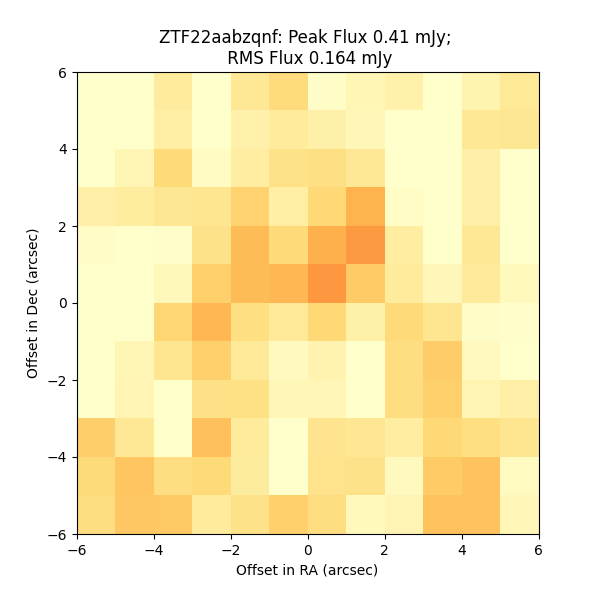 ZTF22aabzqnf: Peak Flux 0.41 mJy;
RMS Flux 0.164 mJy
6
4
2
0
−2
−4
−6
Offset in Dec (arcsec)
−6 −4 −2 0 2 4 6
Offset in RA (arcsec)